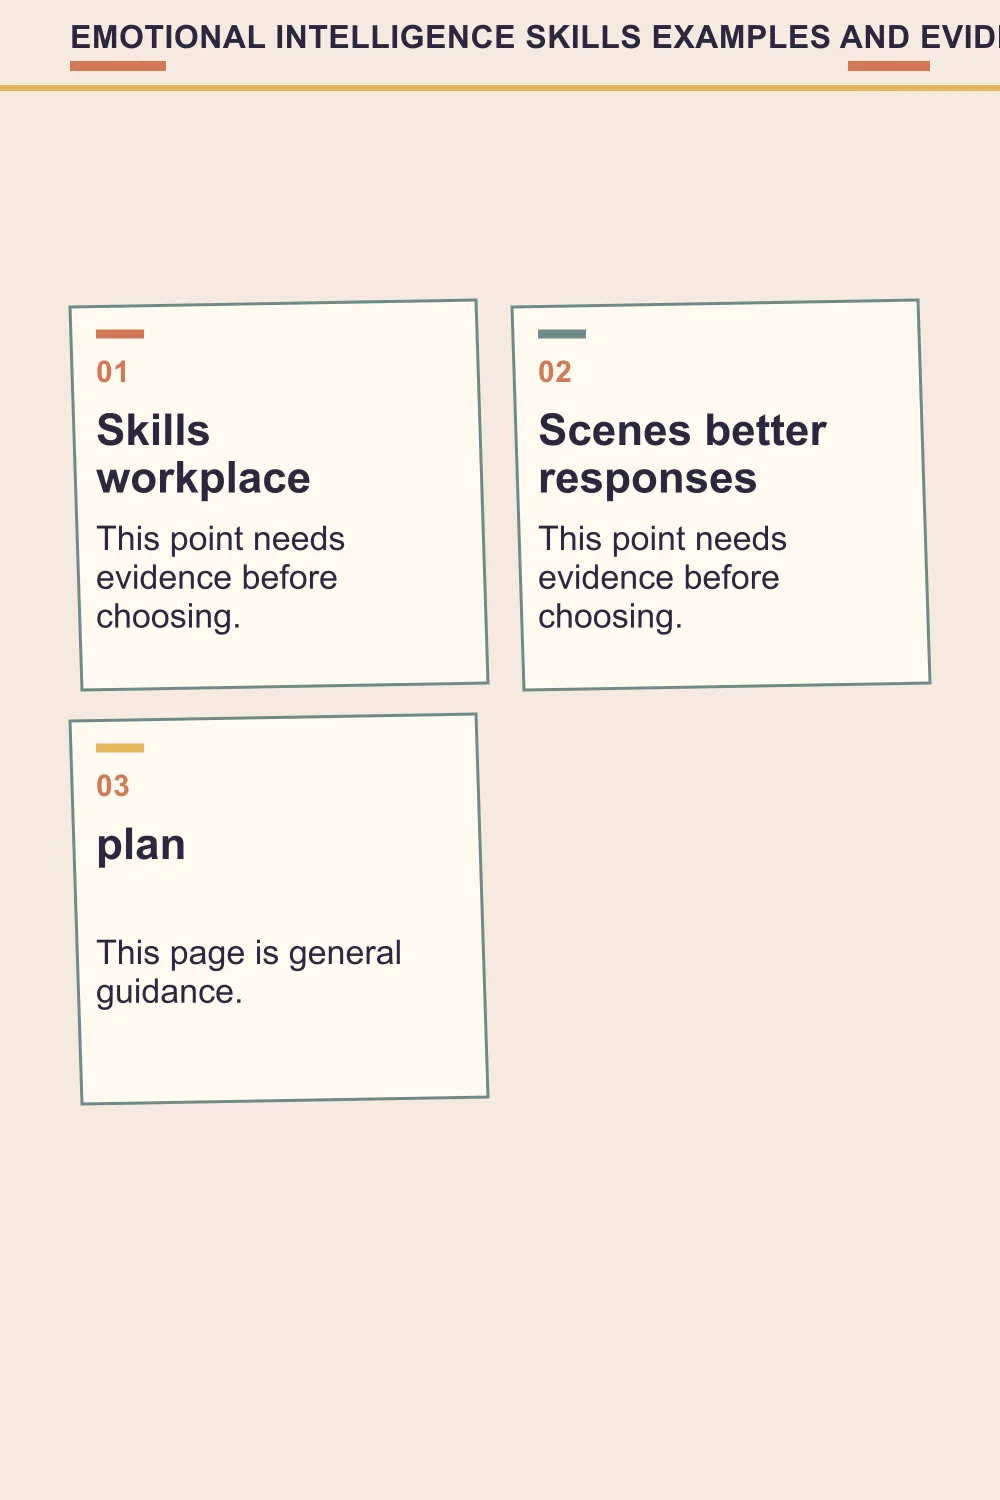 EMOTIONAL INTELLIGENCE SKILLS EXAMPLES AND
01
Skills
workplace
This point needs
evidence before
choosing.
02
Scenes better
responses
This point needs
evidence before
choosing.
03
plan
This page is general
guidance.